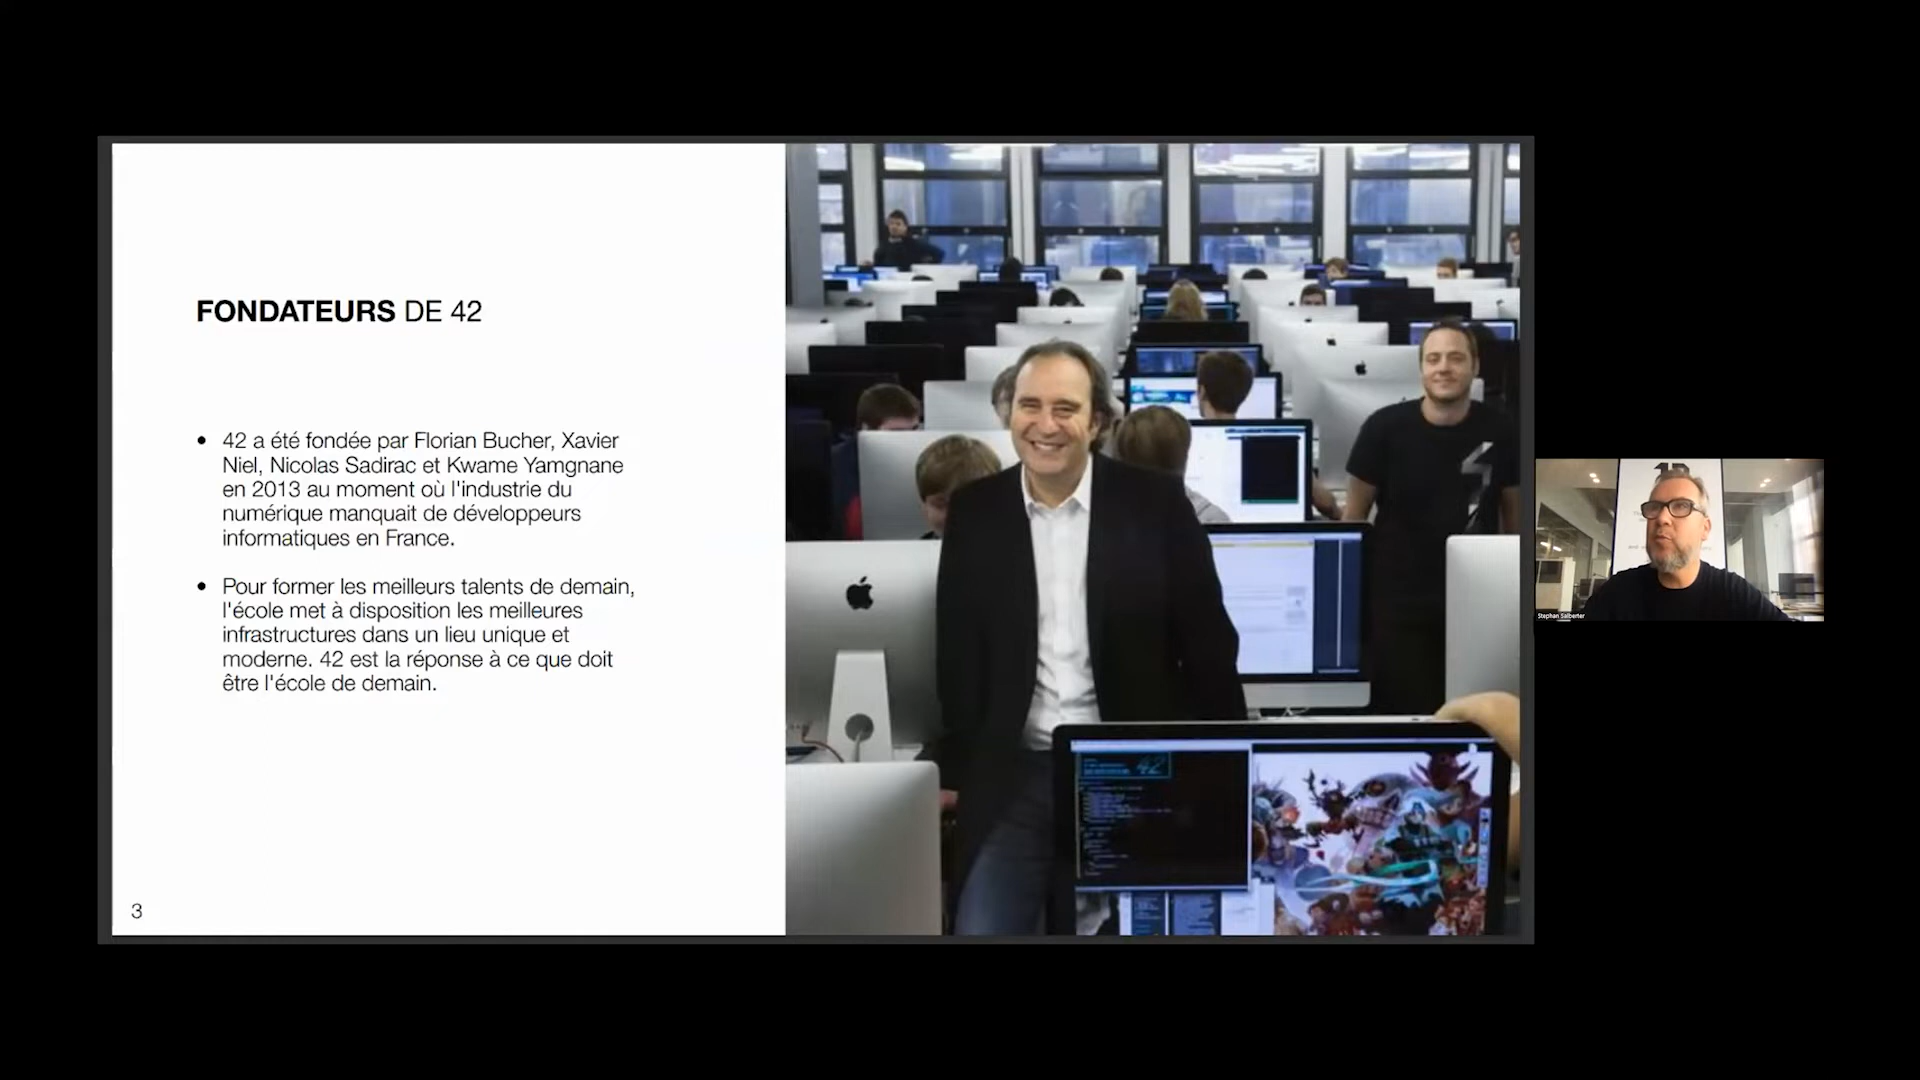 FONDATEURS DE 42
• 42 a été fondée par Florian Bucher, Xavier
Niel, Nicolas Sadirac et Kwame Yamgnane
en 2013 au moment où l'industrie du
numérique manquait de développeurs
informatiques en France.
• Pour former les meilleurs talents de demain,
l'école met à disposition les meilleures
infrastructures dans un lieu unique et
moderne. 42 est la réponse à ce que doit
être l'école de demain.
3
42
Stephan Salberter